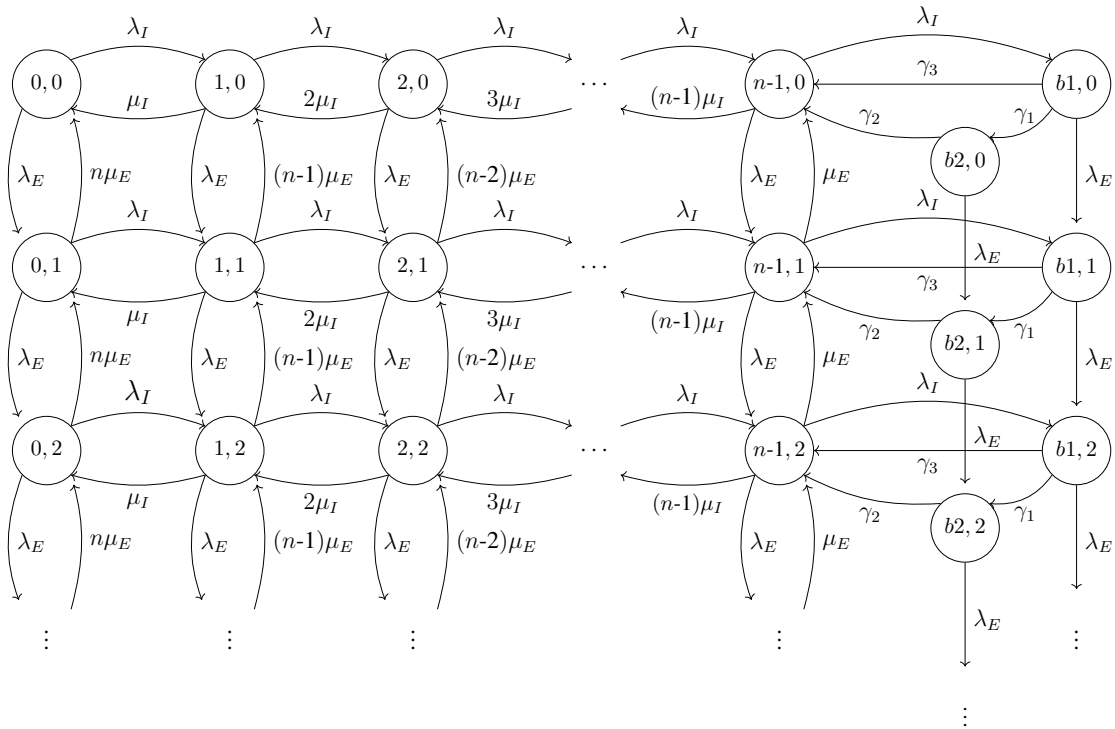 λ_I λ_I λ_I λ_I λ_I
0, 0 1, 0 2, 0 ⋯ n-1, 0 b1, 0
μ_I 2μ_I 3μ_I (n-1)μ_I γ_3
γ_2 γ_1
b2, 0
λ_E nμ_E λ_E (n-1)μ_E λ_E (n-2)μ_E λ_E μ_E λ_E
λ_I λ_I λ_I λ_I λ_I
λ_E
0, 1 1, 1 2, 1 ⋯ n-1, 1 b1, 1
μ_I 2μ_I 3μ_I (n-1)μ_I γ_3
γ_2 γ_1
b2, 1
λ_E nμ_E λ_E (n-1)μ_E λ_E (n-2)μ_E λ_E μ_E λ_E
λ_I λ_I λ_I λ_I λ_I
λ_E
0, 2 1, 2 2, 2 ⋯ n-1, 2 b1, 2
μ_I 2μ_I 3μ_I (n-1)μ_I γ_3
γ_2 γ_1
b2, 2
λ_E nμ_E λ_E (n-1)μ_E λ_E (n-2)μ_E λ_E μ_E λ_E
λ_E
⋮ ⋮ ⋮ ⋮ ⋮
⋮